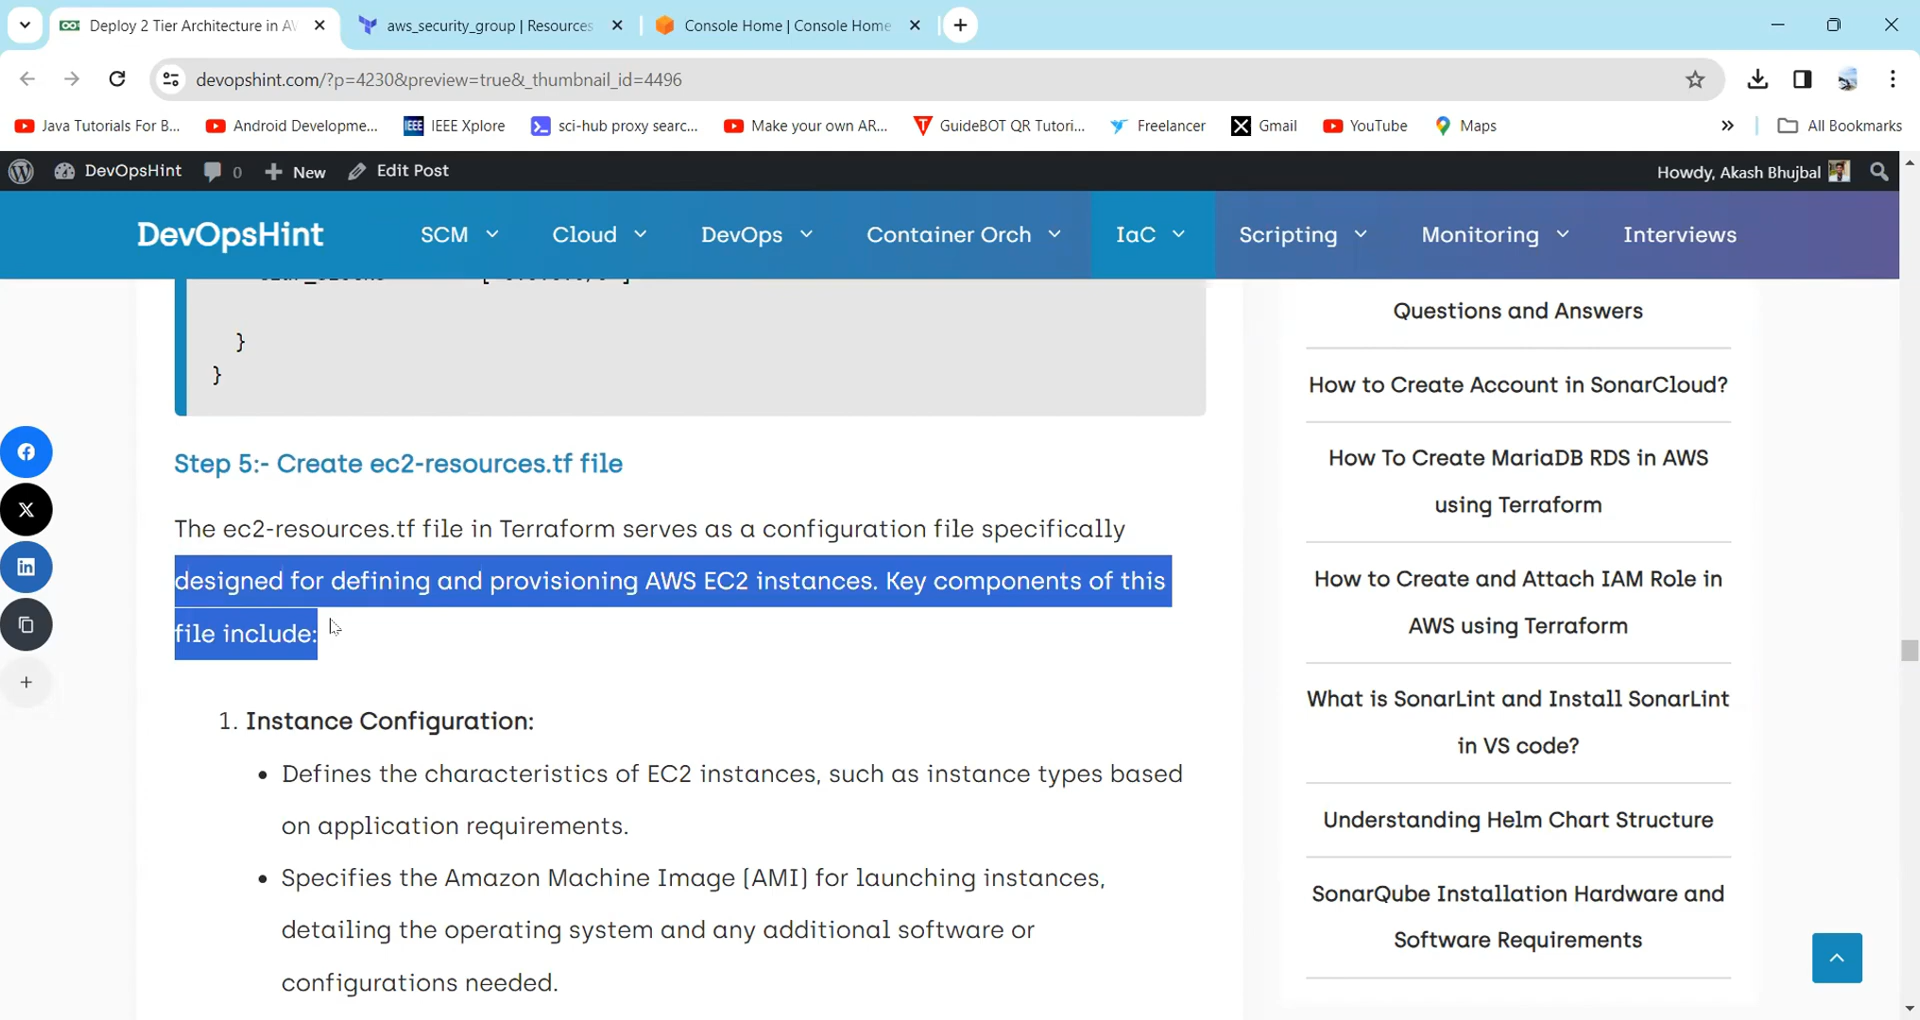 Deploy 2 Tier Architecture in AW
aws_security_group | Resources
Console Home | Console Home
devopshint.com/?p=4230&preview=true&_thumbnail_id=4496
Java Tutorials For B...
Android Developme...
IEEE
IEEE Xplore
sci-hub proxy searc...
Make your own AR...
GuideBOT QR Tutori...
Freelancer
Gmail
YouTube
Maps
All Bookmarks
DevOpsHint
0
New
Edit Post
Howdy, Akash Bhujbal
DevOpsHint
SCM
Cloud
DevOps
Container Orch
IaC
Scripting
Monitoring
Interviews
}
}
Step 5:- Create ec2-resources.tf file
The ec2-resources.tf file in Terraform serves as a configuration file specifically
designed for defining and provisioning AWS EC2 instances. Key components of this
file include:
1. Instance Configuration:
• Defines the characteristics of EC2 instances, such as instance types based
on application requirements.
• Specifies the Amazon Machine Image (AMI) for launching instances,
detailing the operating system and any additional software or
configurations needed.
Questions and Answers
How to Create Account in SonarCloud?
How To Create MariaDB RDS in AWS
using Terraform
How to Create and Attach IAM Role in
AWS using Terraform
What is SonarLint and Install SonarLint
in VS code?
Understanding Helm Chart Structure
SonarQube Installation Hardware and
Software Requirements